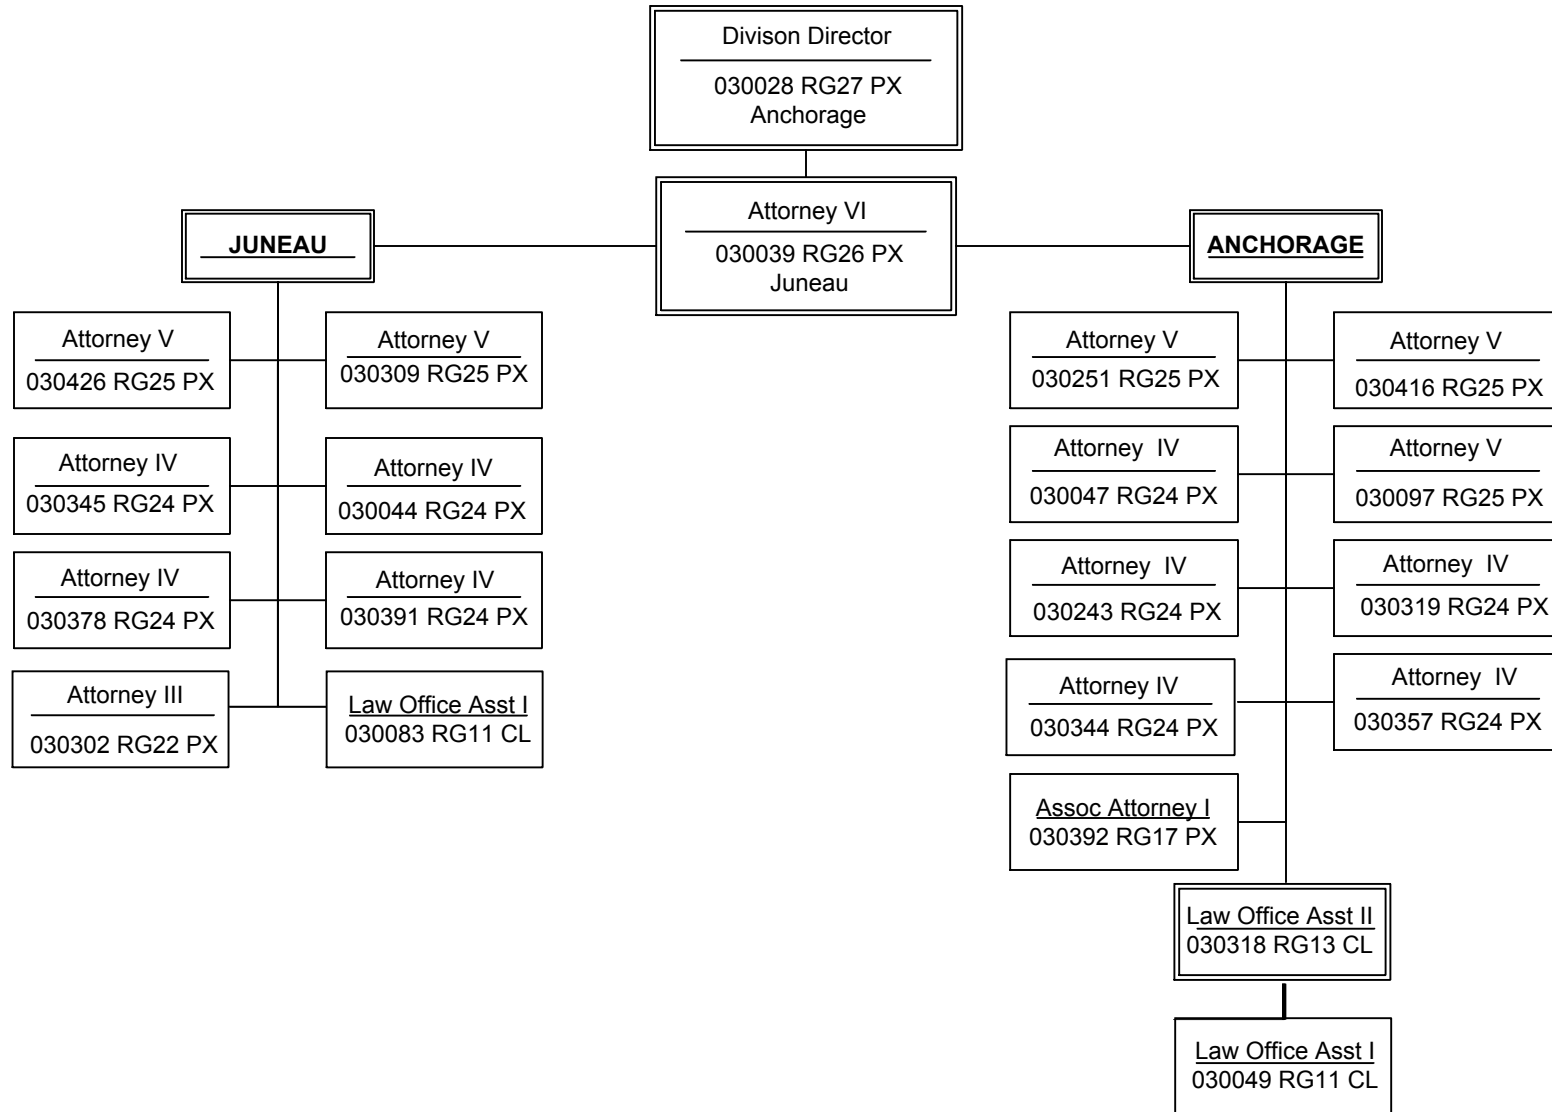 Divison Director
030028 RG27 PX
Anchorage
Attorney VI
030039 RG26 PX
Juneau
JUNEAU
Attorney V
030426 RG25 PX
Attorney V
030309 RG25 PX
Attorney IV
030345 RG24 PX
Attorney IV
030044 RG24 PX
Attorney IV
030378 RG24 PX
Attorney IV
030391 RG24 PX
Attorney III
030302 RG22 PX
Law Office Asst I
030083 RG11 CL
ANCHORAGE
Attorney V
030251 RG25 PX
Attorney V
030416 RG25 PX
Attorney IV
030047 RG24 PX
Attorney V
030097 RG25 PX
Attorney IV
030243 RG24 PX
Attorney IV
030319 RG24 PX
Attorney IV
030344 RG24 PX
Attorney IV
030357 RG24 PX
Assoc Attorney I
030392 RG17 PX
Law Office Asst II
030318 RG13 CL
Law Office Asst I
030049 RG11 CL